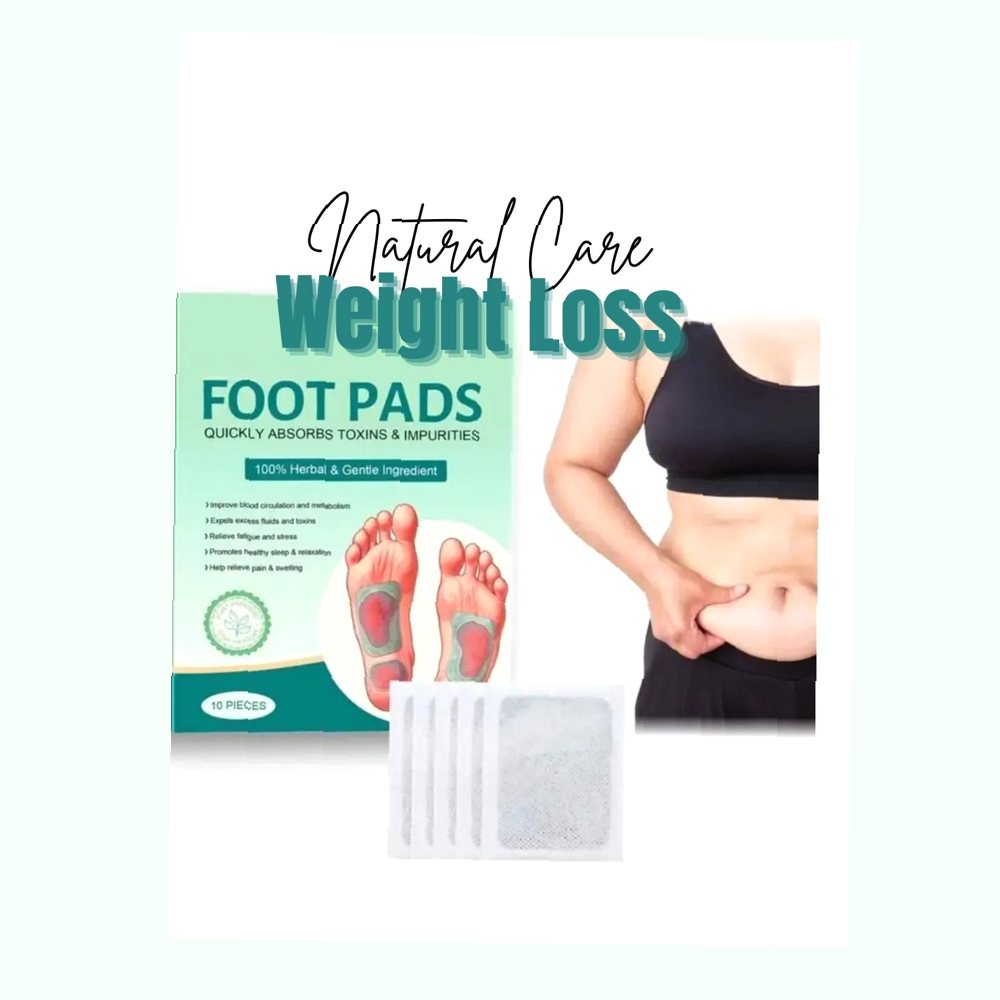 Natural Care
Weight Loss
FOOT PADS
QUICKLY ABSORBS TOXINS & IMPURITIES
100% Herbal & Gentle Ingredient
Improve blood circulation and metabolism
Expels excess fluids and toxins
Relieve fatigue and stress
Promotes healthy sleep & relaxation
Help relieve pain & swelling
10 PIECES